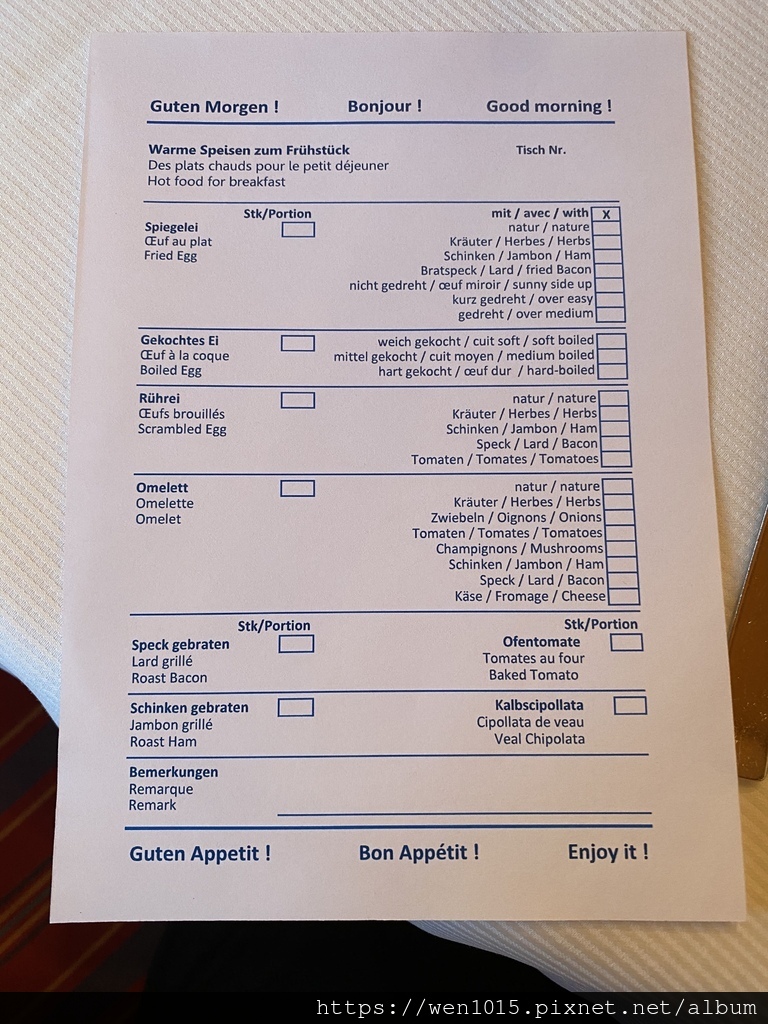 Guten Morgen ! Bonjour ! Good morning !
Warme Speisen zum Frühstück Tisch Nr.
Des plats chauds pour le petit déjeuner
Hot food for breakfast
Stk/Portion mit / avec / with X
Spiegelei natur / nature
Œuf au plat Kräuter / Herbes / Herbs
Fried Egg Schinken / Jambon / Ham
Bratspeck / Lard / fried Bacon
nicht gedreht / œuf miroir / sunny side up
kurz gedreht / over easy
gedreht / over medium
Gekochtes Ei weich gekocht / cuit soft / soft boiled
Œuf à la coque mittel gekocht / cuit moyen / medium boiled
Boiled Egg hart gekocht / œuf dur / hard-boiled
Rührei natur / nature
Œufs brouillés Kräuter / Herbes / Herbs
Scrambled Egg Schinken / Jambon / Ham
Speck / Lard / Bacon
Tomaten / Tomates / Tomatoes
Omelett natur / nature
Omelette Kräuter / Herbes / Herbs
Omelet Zwiebeln / Oignons / Onions
Tomaten / Tomates / Tomatoes
Champignons / Mushrooms
Schinken / Jambon / Ham
Speck / Lard / Bacon
Käse / Fromage / Cheese
Stk/Portion Stk/Portion
Speck gebraten Ofentomate
Lard grillé Tomates au four
Roast Bacon Baked Tomato
Schinken gebraten Kalbscipollata
Jambon grillé Cipollata de veau
Roast Ham Veal Chipolata
Bemerkungen
Remarque
Remark
Guten Appetit ! Bon Appétit ! Enjoy it !
https://wen1015.pixnet.net/album